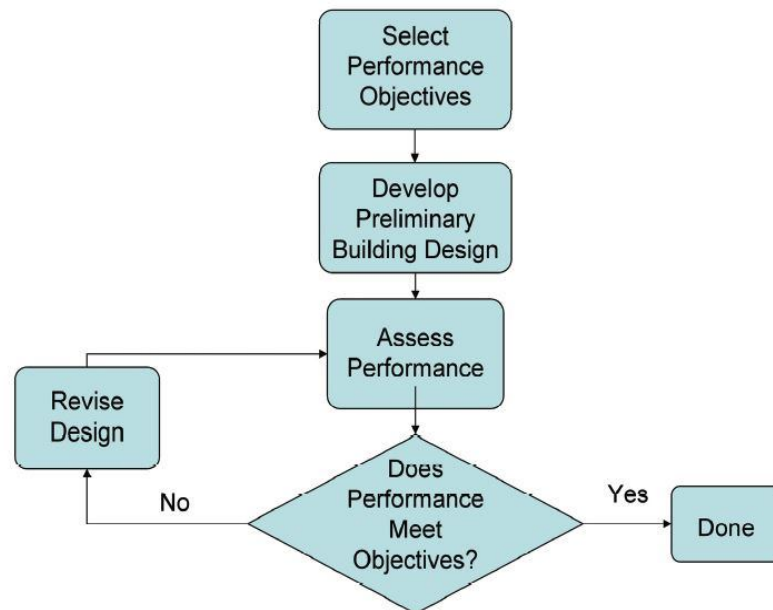 Select
Performance
Objectives
Develop
Preliminary
Building Design
Assess
Performance
Revise
Design
Does
Performance
Meet
Objectives?
No
Yes
Done